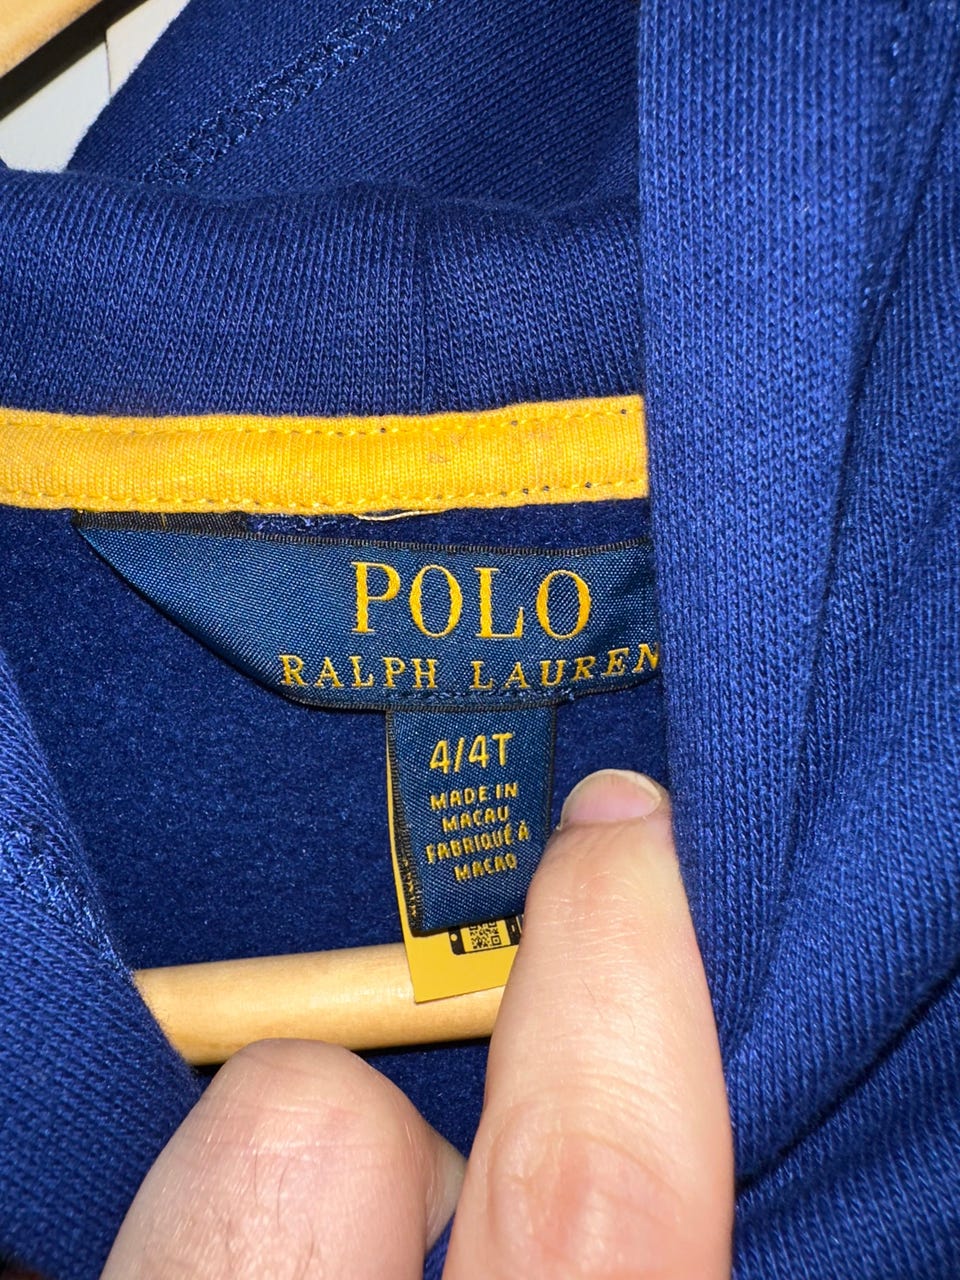 POLO
RALPH LAUREN
4/4T
MADE IN
MACAU
FABRIQUÉ À
MACAO